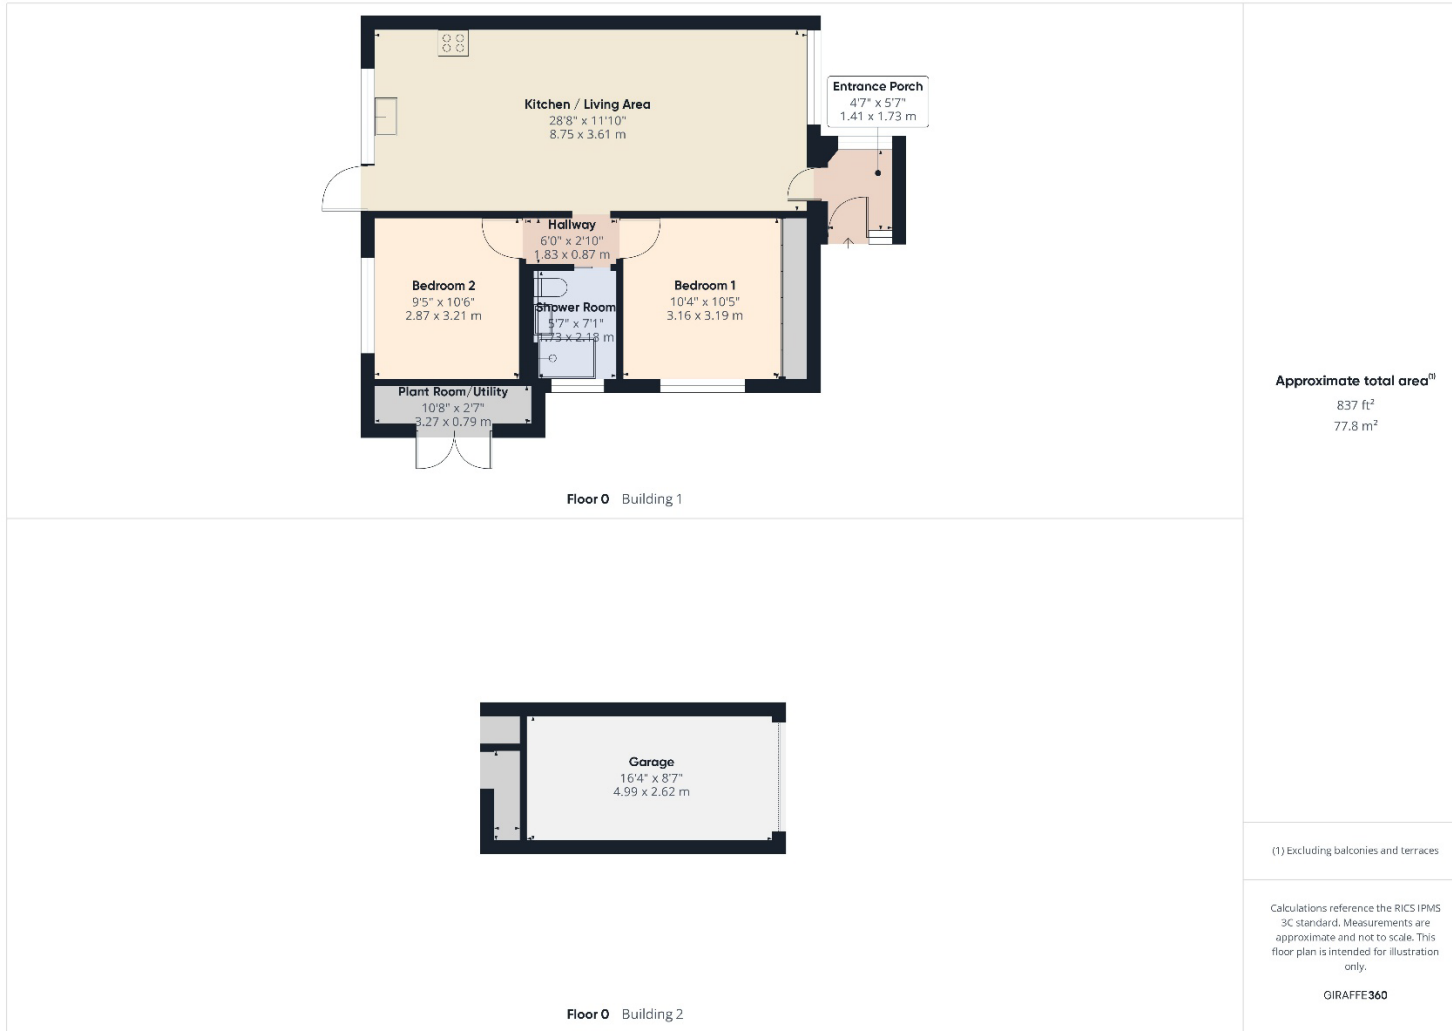 Entrance Porch
4'7" x 5'7"
1.41 x 1.73 m
Kitchen / Living Area
28'8" x 11'10"
8.75 x 3.61 m
Hallway
6'0" x 2'10"
1.83 x 0.87 m
Bedroom 2
9'5" x 10'6"
2.87 x 3.21 m
Shower Room
5'7" x 7'1"
1.73 x 2.18 m
Bedroom 1
10'4" x 10'5"
3.16 x 3.19 m
Plant Room/Utility
10'8" x 2'7"
3.27 x 0.79 m
Floor 0 Building 1
Garage
16'4" x 8'7"
4.99 x 2.62 m
Floor 0 Building 2
Approximate total area(1)
837 ft²
77.8 m²
(1) Excluding balconies and terraces
Calculations reference the RICS IPMS
3C standard. Measurements are
approximate and not to scale. This
floor plan is intended for illustration
only.
GIRAFFE360